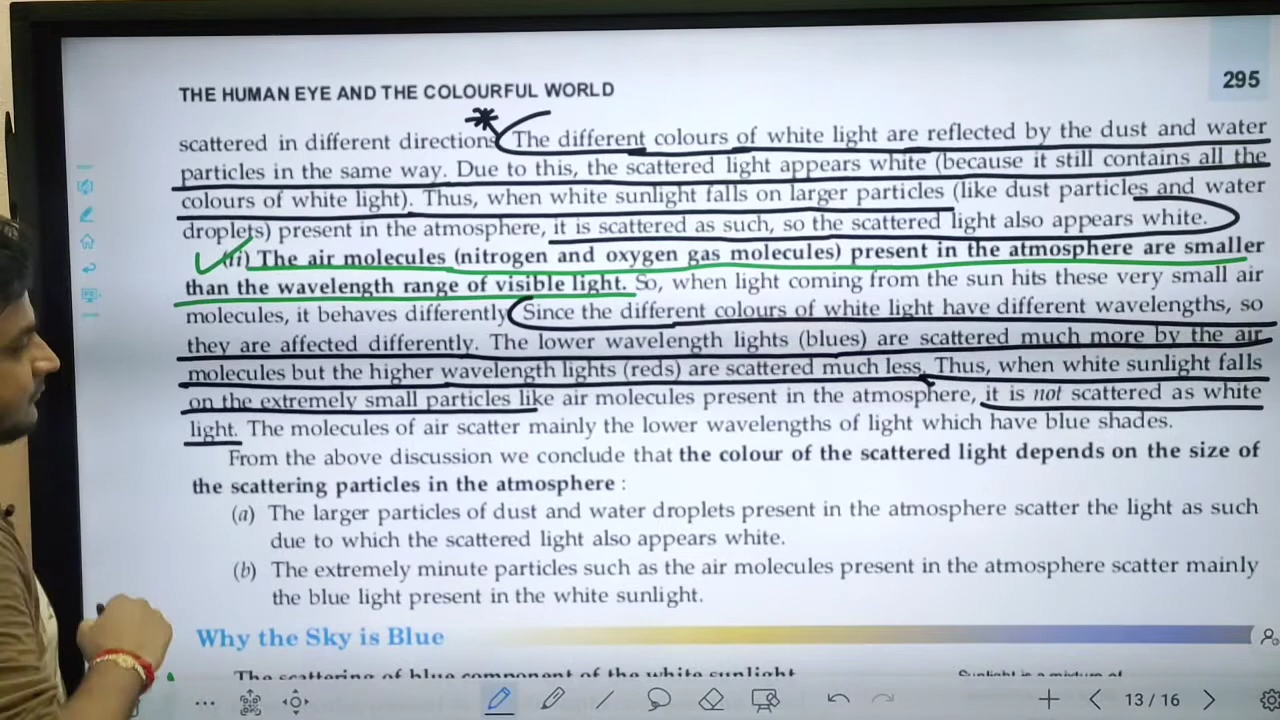 THE HUMAN EYE AND THE COLOURFUL WORLD
295
scattered in different directions. The different colours of white light are reflected by the dust and water
particles in the same way. Due to this, the scattered light appears white (because it still contains all the
colours of white light). Thus, when white sunlight falls on larger particles (like dust particles and water
droplets) present in the atmosphere, it is scattered as such, so the scattered light also appears white.
(ii) The air molecules (nitrogen and oxygen gas molecules) present in the atmosphere are smaller
than the wavelength range of visible light. So, when light coming from the sun hits these very small air
molecules, it behaves differently. Since the different colours of white light have different wavelengths, so
they are affected differently. The lower wavelength lights (blues) are scattered much more by the air
molecules but the higher wavelength lights (reds) are scattered much less. Thus, when white sunlight falls
on the extremely small particles like air molecules present in the atmosphere, it is not scattered as white
light. The molecules of air scatter mainly the lower wavelengths of light which have blue shades.
From the above discussion we conclude that the colour of the scattered light depends on the size of
the scattering particles in the atmosphere :
(a) The larger particles of dust and water droplets present in the atmosphere scatter the light as such
due to which the scattered light also appears white.
(b) The extremely minute particles such as the air molecules present in the atmosphere scatter mainly
the blue light present in the white sunlight.
Why the Sky is Blue
The scattering of blue component of the white sunlight
Sunlight is a mixture of
13 / 16